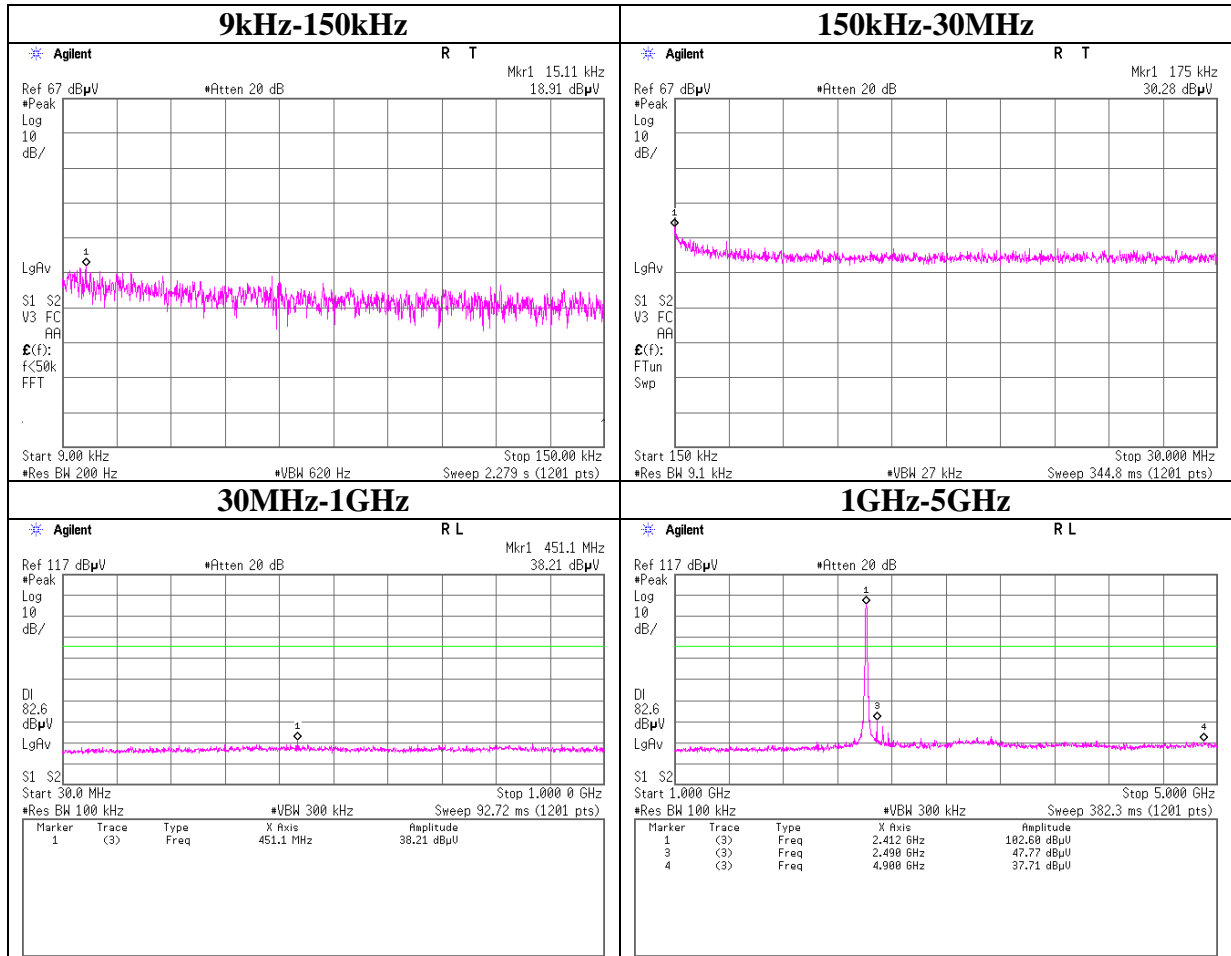 9kHz-150kHz
Agilent R T
Mkr1 15.11 kHz
Ref 67 dBµV #Atten 20 dB 18.91 dBµV
#Peak
Log
10
dB/
1
LgAv
S1 S2
V3 FC
AA
£(f):
f<50k
FFT
Start 9.00 kHz Stop 150.00 kHz
#Res BW 200 Hz #VBW 620 Hz Sweep 2.279 s (1201 pts)
150kHz-30MHz
Agilent R T
Mkr1 175 kHz
Ref 67 dBµV #Atten 20 dB 30.28 dBµV
#Peak
Log
10
dB/
1
LgAv
S1 S2
V3 FC
AA
£(f):
FTun
Swp
Start 150 kHz Stop 30.000 MHz
#Res BW 9.1 kHz #VBW 27 kHz Sweep 344.8 ms (1201 pts)
30MHz-1GHz
Agilent R L
Mkr1 451.1 MHz
Ref 117 dBµV #Atten 20 dB 38.21 dBµV
#Peak
Log
10
dB/
DI
82.6
dBµV
1
LgAv
S1 S2
Start 30.0 MHz Stop 1.000 0 GHz
#Res BW 100 kHz #VBW 300 kHz Sweep 92.72 ms (1201 pts)
Marker Trace Type X Axis Amplitude
1 (3) Freq 451.1 MHz 38.21 dBµV
1GHz-5GHz
Agilent R L
Ref 117 dBµV #Atten 20 dB
#Peak
1
Log
10
dB/
DI
82.6
dBµV
3
4
LgAv
S1 S2
Start 1.000 GHz Stop 5.000 GHz
#Res BW 100 kHz #VBW 300 kHz Sweep 382.3 ms (1201 pts)
Marker Trace Type X Axis Amplitude
1 (3) Freq 2.412 GHz 102.60 dBµV
3 (3) Freq 2.490 GHz 47.77 dBµV
4 (3) Freq 4.900 GHz 37.71 dBµV